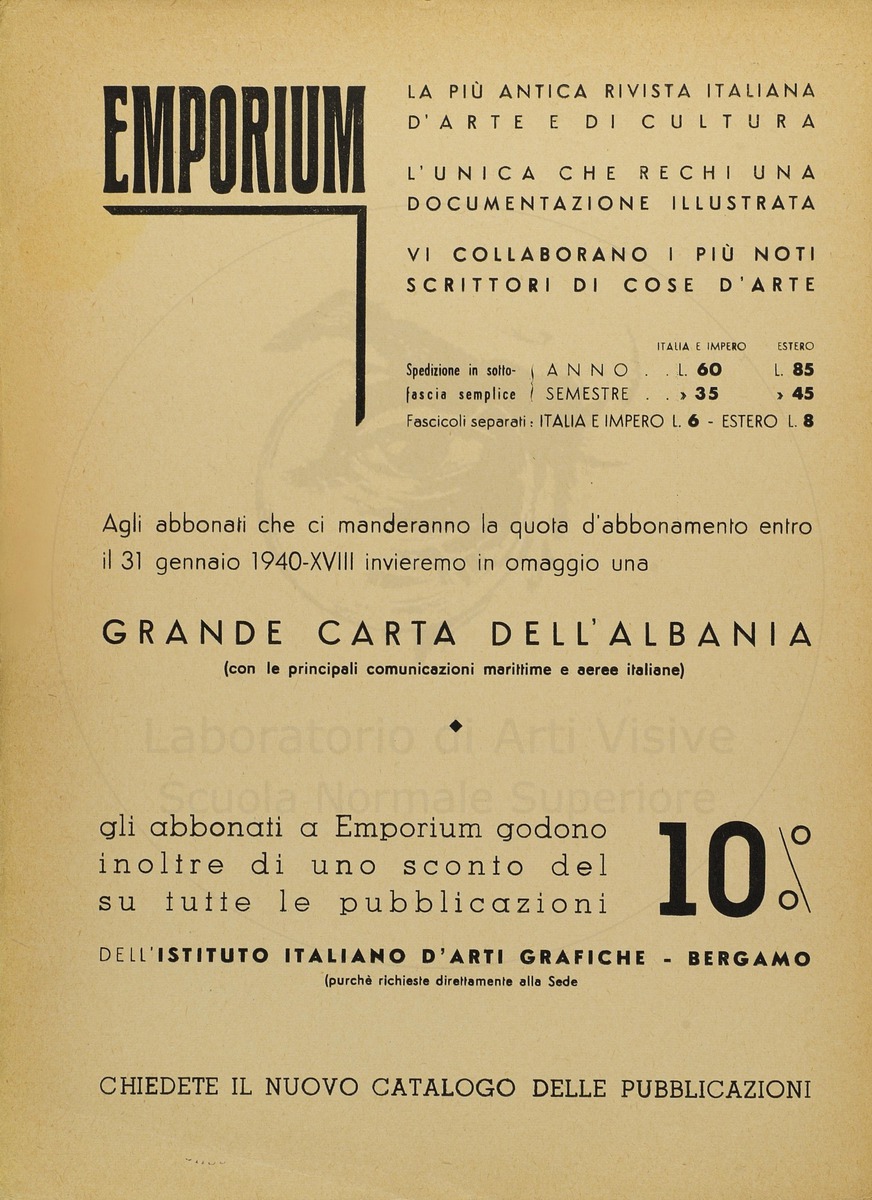 EMPORIUM
LA PIÙ ANTICA RIVISTA ITALIANA
D'ARTE E DI CULTURA
L'UNICA CHE RECHI UNA
DOCUMENTAZIONE ILLUSTRATA
VI COLLABORANO I PIÙ NOTI
SCRITTORI DI COSE D'ARTE
ITALIA E IMPERO ESTERO
Spedizione in sotto- ( ANNO . . L. 60 L. 85
fascia semplice ( SEMESTRE . . » 35 » 45
Fascicoli separati: ITALIA E IMPERO L. 6 - ESTERO L. 8
Agli abbonati che ci manderanno la quota d'abbonamento entro
il 31 gennaio 1940-XVIII invieremo in omaggio una
GRANDE CARTA DELL'ALBANIA
(con le principali comunicazioni marittime e aeree italiane)
Laboratorio di Arti Visive
Scuola Normale Superiore
gli abbonati a Emporium godono
inoltre di uno sconto del 10%
su tutte le pubblicazioni
DELL'ISTITUTO ITALIANO D'ARTI GRAFICHE - BERGAMO
(purchè richieste direttamente alla Sede
CHIEDETE IL NUOVO CATALOGO DELLE PUBBLICAZIONI